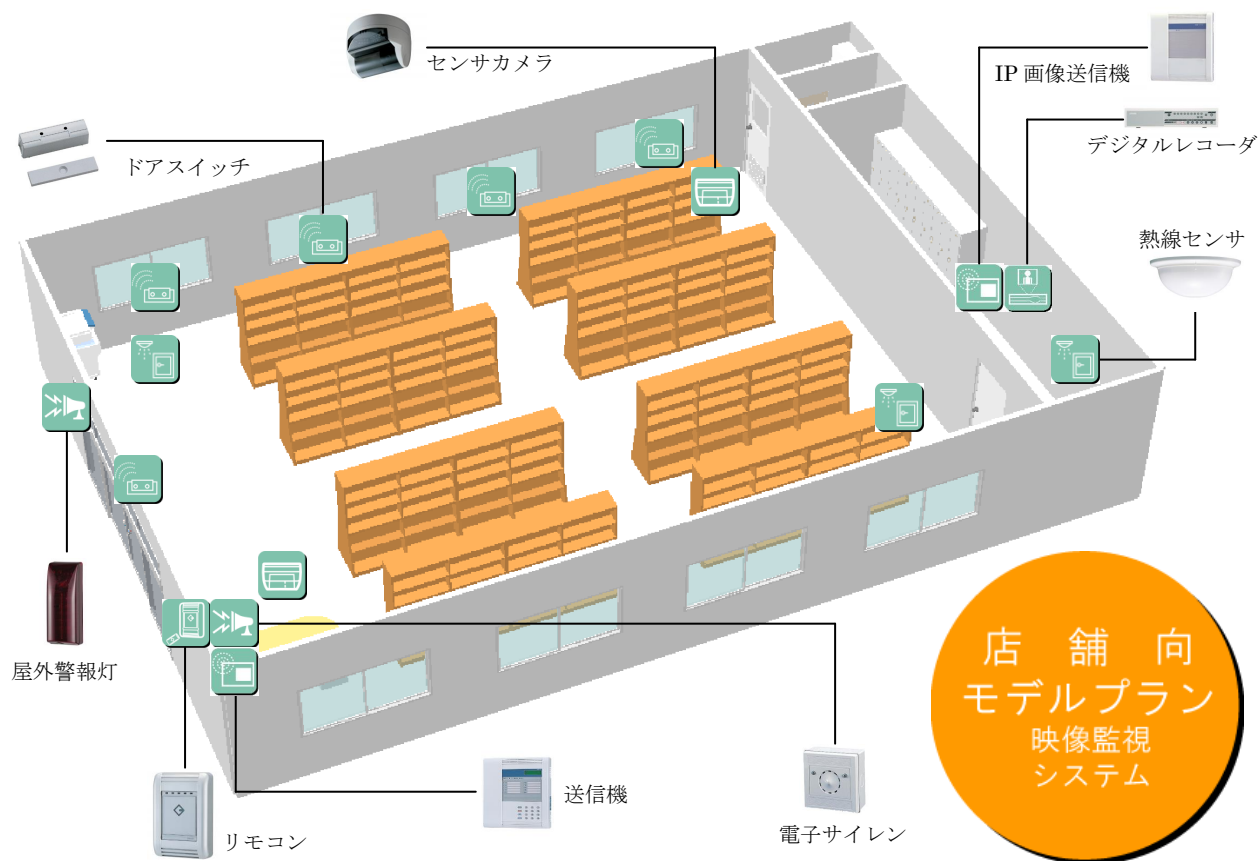 センサカメラ
IP 画像送信機
デジタルレコーダ
ドアスイッチ
熱線センサ
屋外警報灯
リモコン
送信機
電子サイレン
店舗向
モデルプラン
映像監視
システム